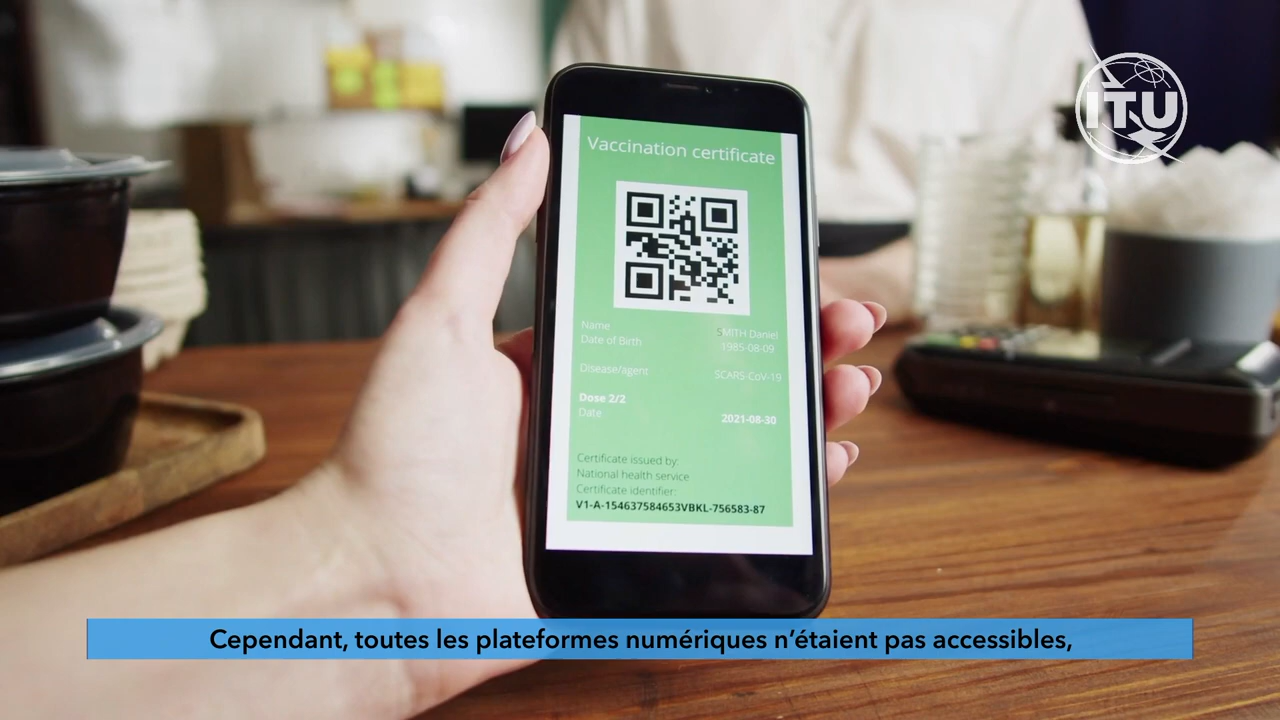 ITU
Vaccination certificate
Name SMITH Daniel
Date of Birth 1985-08-09
Disease/agent SCARS-CoV-19
Dose 2/2
Date 2021-08-30
Certificate issued by:
National health service
Certificate identifier:
V1-A-154637584653VBKL-756583-87
Cependant, toutes les plateformes numériques n’étaient pas accessibles,